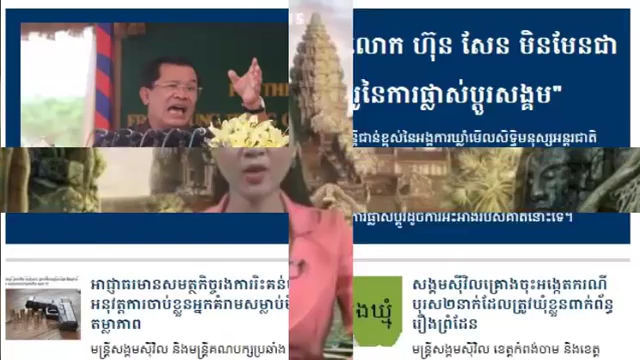 លោក ហ៊ុន សែន មិនមែនជា
នៃការផ្លាស់ប្ដូរសង្គម"
ជាន់ខ្ពស់នៃអង្គការឃ្លាំមើលសិទ្ធិមនុស្សអន្តរជាតិ
ការផ្លាស់ប្ដូរដូចការអះអាងរបស់គាត់នោះទេ។
អាជ្ញាធរមានសមត្ថកិច្ចរងការរិះគន់
អនុវត្តការចាប់ខ្លួនអ្នកគំរាមសម្លាប់
តម្លាភាព
មន្ត្រីសង្គមស៊ីវិល និងមន្ត្រីគណបក្សប្រឆាំង
ងឃ្មុំ
សង្គមស៊ីវិលគ្រោងចុះអង្កេតករណី
បុរស២នាក់ដែលត្រូវឃុំខ្លួនពាក់ព័ន្ធ
រឿងព្រំដែន
មន្ត្រីសង្គមស៊ីវិល ខេត្តកំពង់ចាម និងខេត្ត